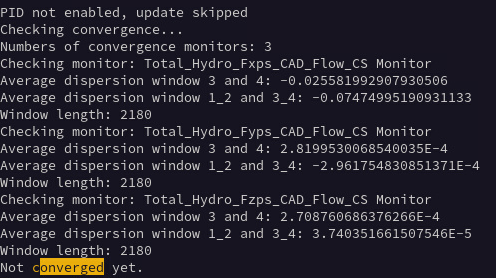 PID not enabled, update skipped
Checking convergence...
Numbers of convergence monitors: 3
Checking monitor: Total_Hydro_Fxps_CAD_Flow_CS Monitor
Average dispersion window 3 and 4: -0.025581992907930506
Average dispersion window 1_2 and 3_4: -0.07474995190931133
Window length: 2180
Checking monitor: Total_Hydro_Fyps_CAD_Flow_CS Monitor
Average dispersion window 3 and 4: 2.8199530068540035E-4
Average dispersion window 1_2 and 3_4: -2.961754830851371E-4
Window length: 2180
Checking monitor: Total_Hydro_Fzps_CAD_Flow_CS Monitor
Average dispersion window 3 and 4: 2.708760686376266E-4
Average dispersion window 1_2 and 3_4: 3.740351661507546E-5
Window length: 2180
Not converged yet.